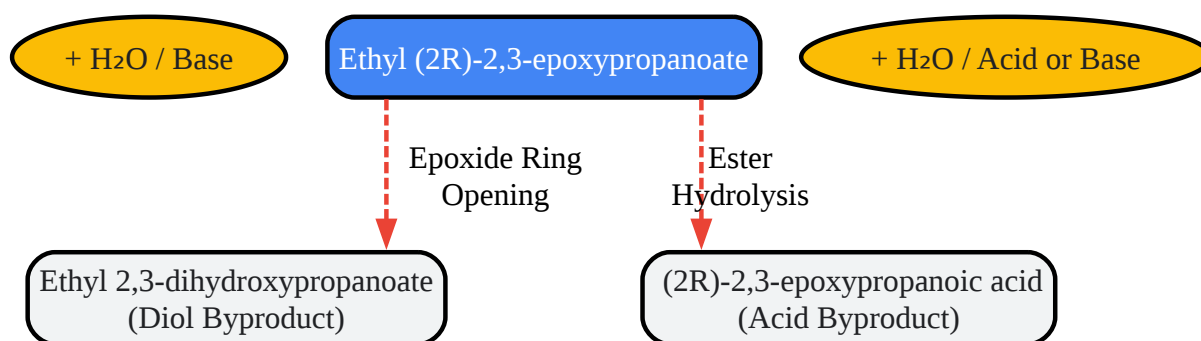 + H₂O / Base
Ethyl (2R)-2,3-epoxypropanoate
+ H₂O / Acid or Base
Epoxide Ring
Opening
Ester
Hydrolysis
Ethyl 2,3-dihydroxypropanoate
(Diol Byproduct)
(2R)-2,3-epoxypropanoic acid
(Acid Byproduct)